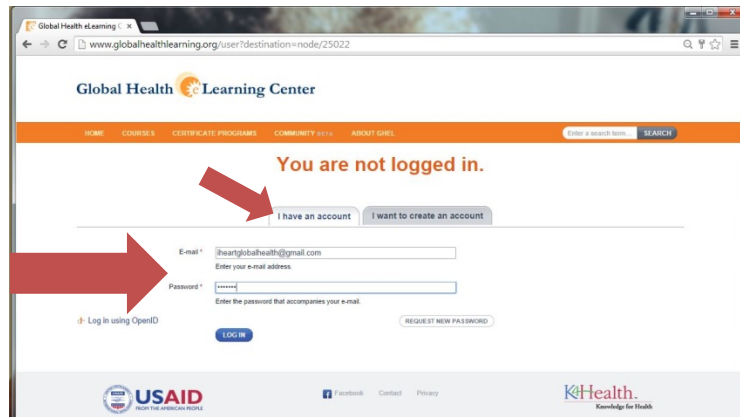 Global Health eLearning C
www.globalhealthlearning.org/user?destination=node/25022
Global Health eLearning Center
HOME COURSES CERTIFICATE PROGRAMS COMMUNITY BETA ABOUT GHEL
Enter a search term... SEARCH
You are not logged in.
I have an account I want to create an account
E-mail * iheartglobalhealth@gmail.com
Enter your e-mail address.
Password * •••••••
Enter the password that accompanies your e-mail.
Log in using OpenID REQUEST NEW PASSWORD
LOG IN
USAID
FROM THE AMERICAN PEOPLE
Facebook Contact Privacy
K4Health.
Knowledge for Health